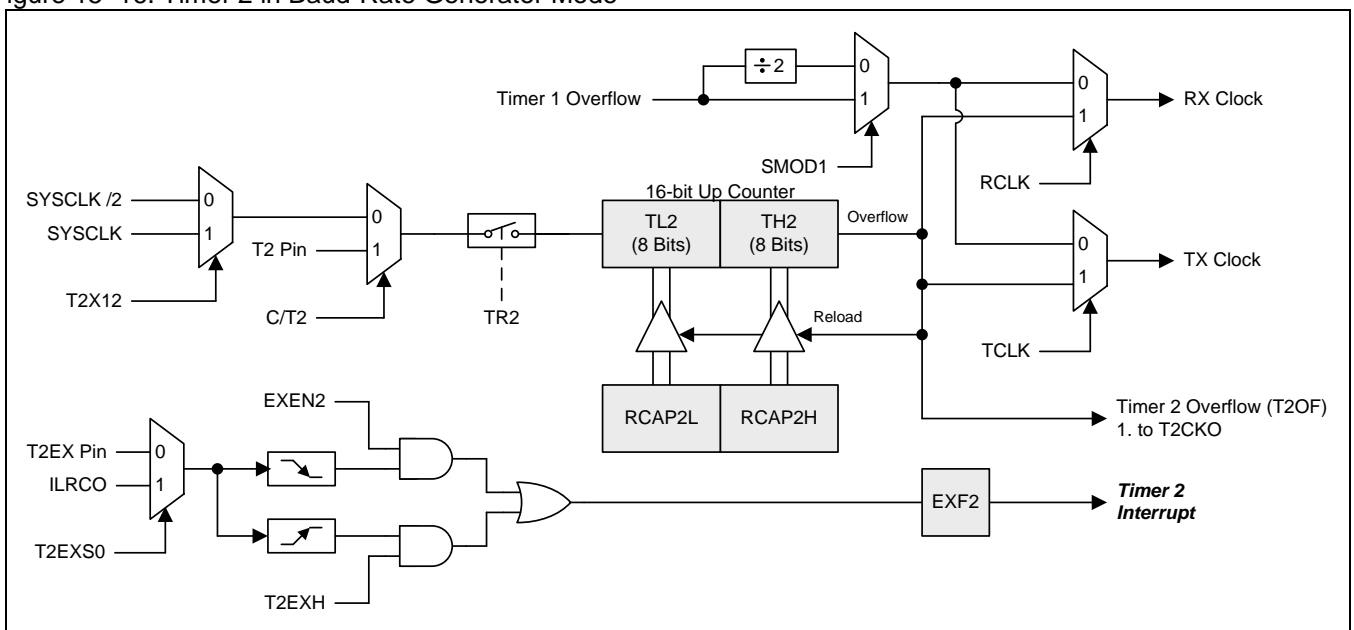 igure 15 16. Timer 2 in Baud-Rate Generator Mode
÷2
0
1
Timer 1 Overflow
SMOD1
0
1
RX Clock
RCLK
SYSCLK /2
SYSCLK
0
1
T2X12
T2 Pin
0
1
C/T2
TR2
16-bit Up Counter
TL2
(8 Bits)
TH2
(8 Bits)
Overflow
0
1
TX Clock
TCLK
Reload
RCAP2L
RCAP2H
Timer 2 Overflow (T2OF)
1. to T2CKO
EXEN2
T2EX Pin
ILRCO
0
1
T2EXS0
T2EXH
EXF2
Timer 2
Interrupt